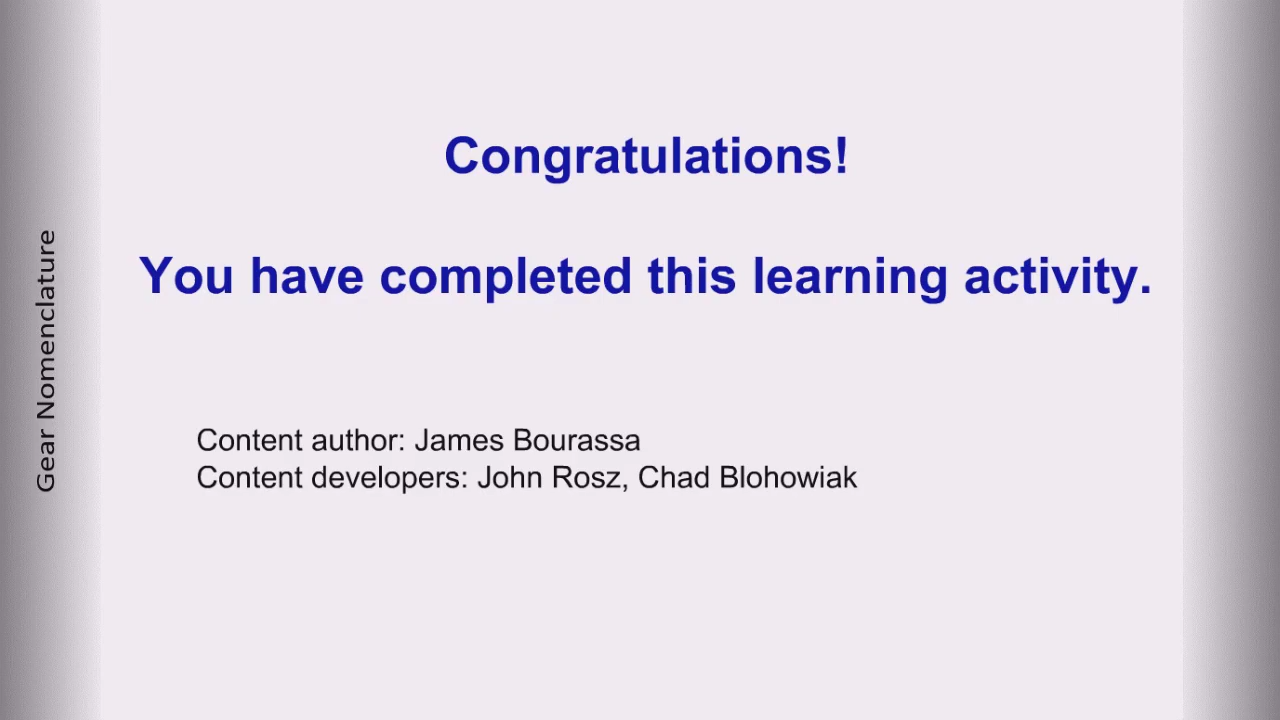 Gear Nomenclature
Congratulations!
You have completed this learning activity.
Content author: James Bourassa
Content developers: John Rosz, Chad Blohowiak